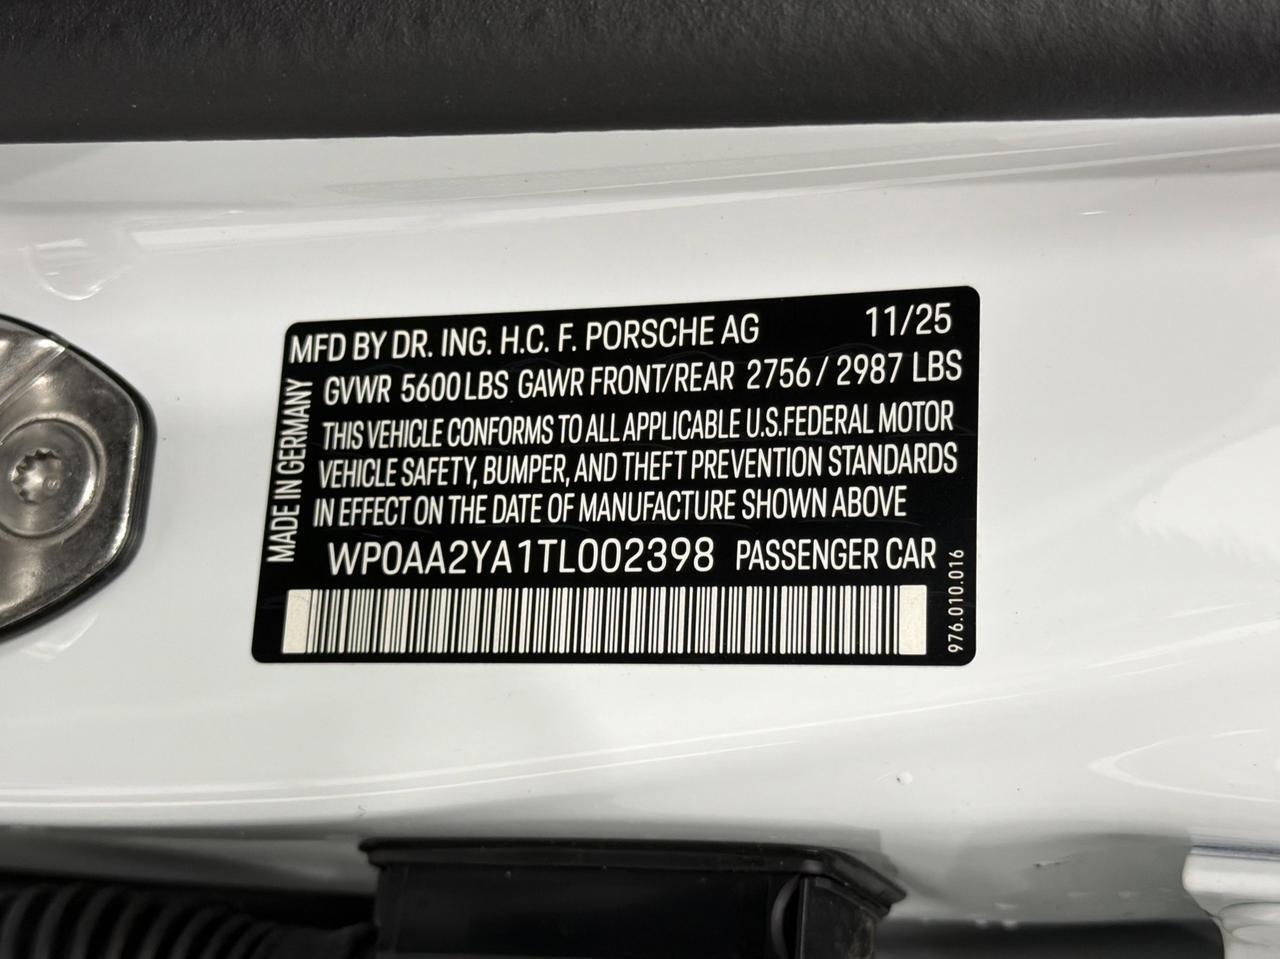 MFD BY DR. ING. H.C. F. PORSCHE AG 11/25
GVWR 5600 LBS GAWR FRONT/REAR 2756 / 2987 LBS
THIS VEHICLE CONFORMS TO ALL APPLICABLE U.S. FEDERAL MOTOR
VEHICLE SAFETY, BUMPER, AND THEFT PREVENTION STANDARDS
IN EFFECT ON THE DATE OF MANUFACTURE SHOWN ABOVE
WP0AA2YA1TL002398 PASSENGER CAR
MADE IN GERMANY
976.010.016